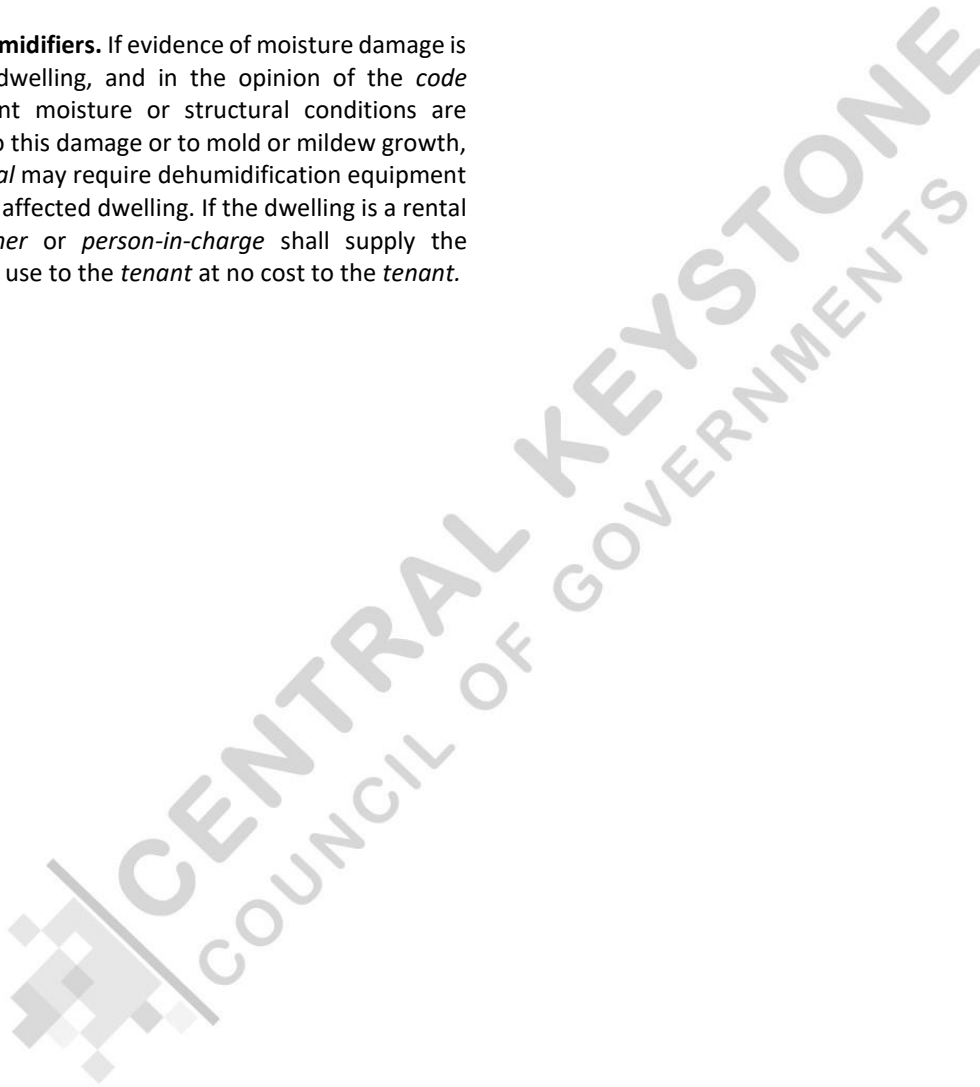 midifiers. If evidence of moisture damage is
dwelling, and in the opinion of the code
nt moisture or structural conditions are
o this damage or to mold or mildew growth,
al may require dehumidification equipment
affected dwelling. If the dwelling is a rental
ner or person-in-charge shall supply the
use to the tenant at no cost to the tenant.
CENTRAL KEYSTONE
COUNCIL OF GOVERNMENTS